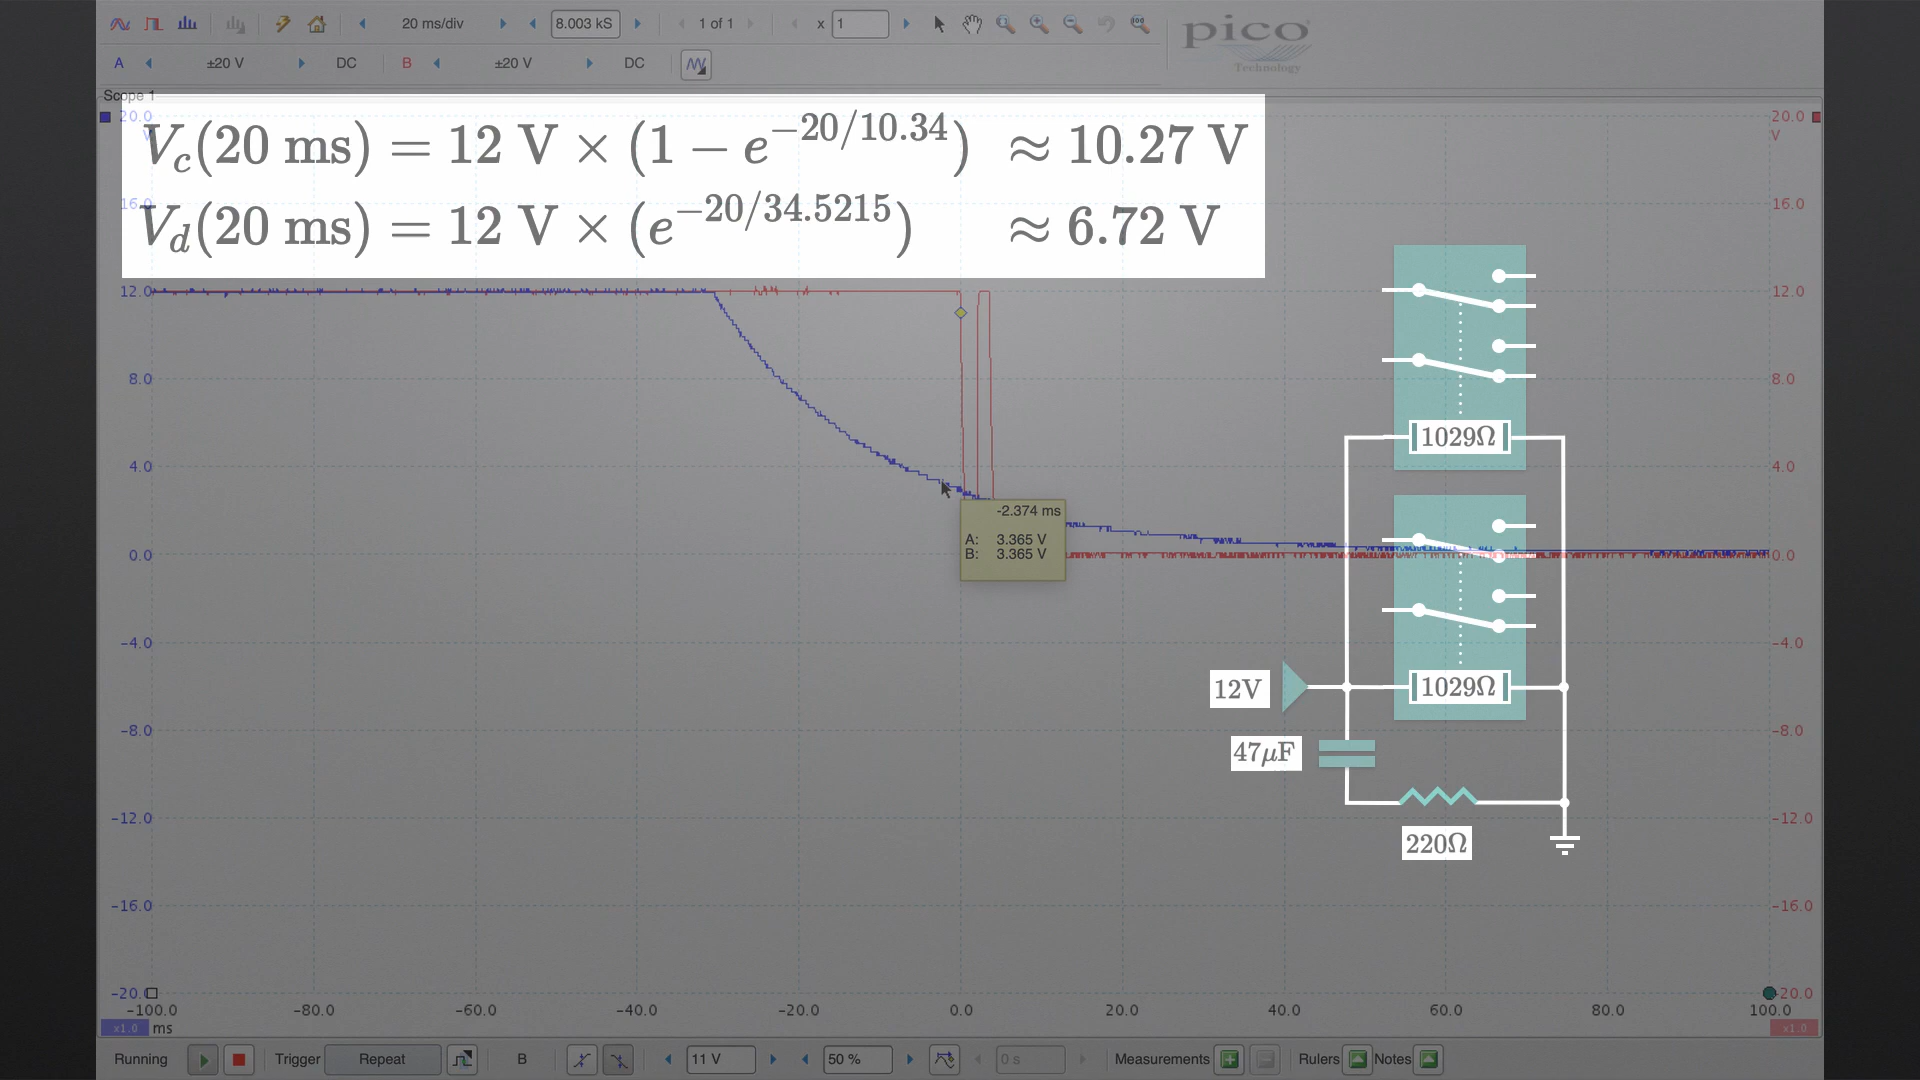 20 ms/div 8.003 kS 1 of 1 x 1
pico
Technology
A ±20 V DC B ±20 V DC
Scope 1
20.0 20.0
V
Vc(20 ms) = 12 V × (1 − e^−20/10.34) ≈ 10.27 V
16.0 16.0
Vd(20 ms) = 12 V × (e^−20/34.5215) ≈ 6.72 V
12.0 12.0
8.0 8.0
1029Ω
4.0 4.0
-2.374 ms
A: 3.365 V
B: 3.365 V
0.0 0.0
-4.0 -4.0
12V 1029Ω
-8.0 -8.0
47μF
-12.0 -12.0
220Ω
-16.0 -16.0
-20.0 -20.0
-100.0 -80.0 -60.0 -40.0 -20.0 0.0 20.0 40.0 60.0 80.0 100.0
x1.0 ms x1.0
Running Trigger Repeat B 11 V 50 % 0 s Measurements Rulers Notes